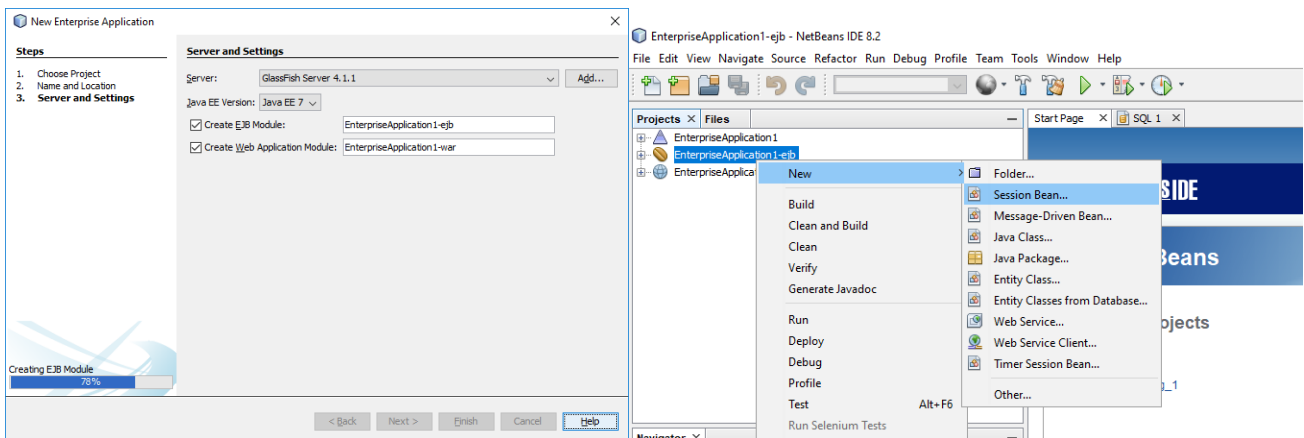 New Enterprise Application
Steps
1. Choose Project
2. Name and Location
3. Server and Settings
Server and Settings
Server: GlassFish Server 4.1.1 Add...
Java EE Version: Java EE 7
Create EJB Module: EnterpriseApplication1-ejb
Create Web Application Module: EnterpriseApplication1-war
Creating EJB Module
78%
< Back Next > Finish Cancel Help
EnterpriseApplication1-ejb - NetBeans IDE 8.2
File Edit View Navigate Source Refactor Run Debug Profile Team Tools Window Help
Projects Files
Start Page SQL 1
EnterpriseApplication1
EnterpriseApplication1-ejb
EnterpriseApplica
New
Build
Clean and Build
Clean
Verify
Generate Javadoc
Run
Deploy
Debug
Profile
Test Alt+F6
Run Selenium Tests
Folder...
Session Bean...
Message-Driven Bean...
Java Class...
Java Package...
Entity Class...
Entity Classes from Database...
Web Service...
Web Service Client...
Timer Session Bean...
Other...
SIDE
Beans
ojects
g_1
Navigator